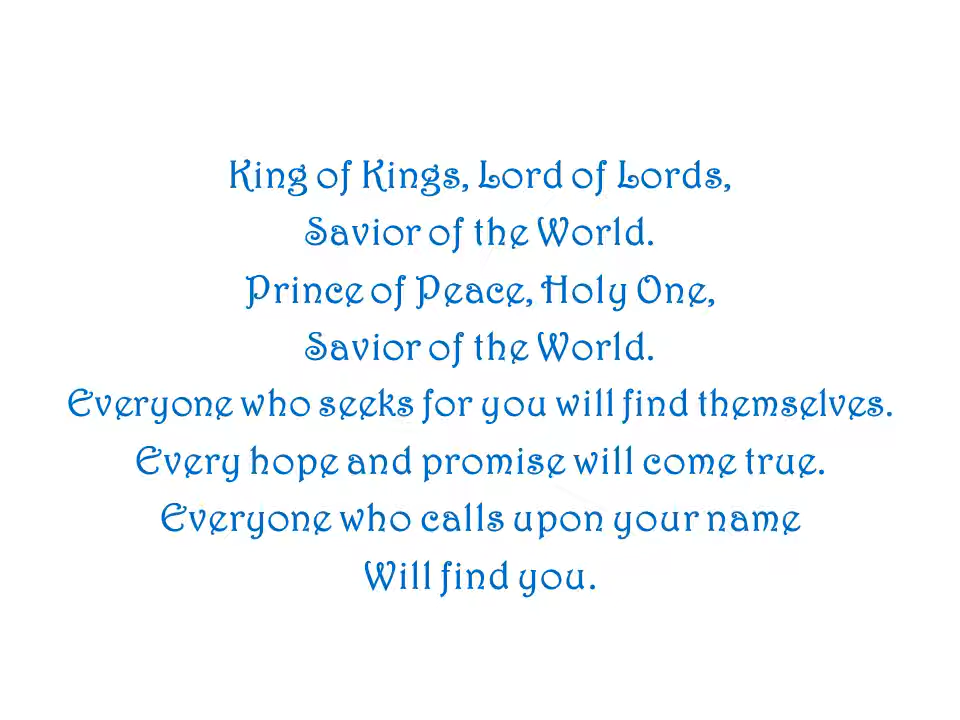 King of Kings, Lord of Lords,
Savior of the World.
Prince of Peace, Holy One,
Savior of the World.
Everyone who seeks for you will find themselves.
Every hope and promise will come true.
Everyone who calls upon your name
Will find you.